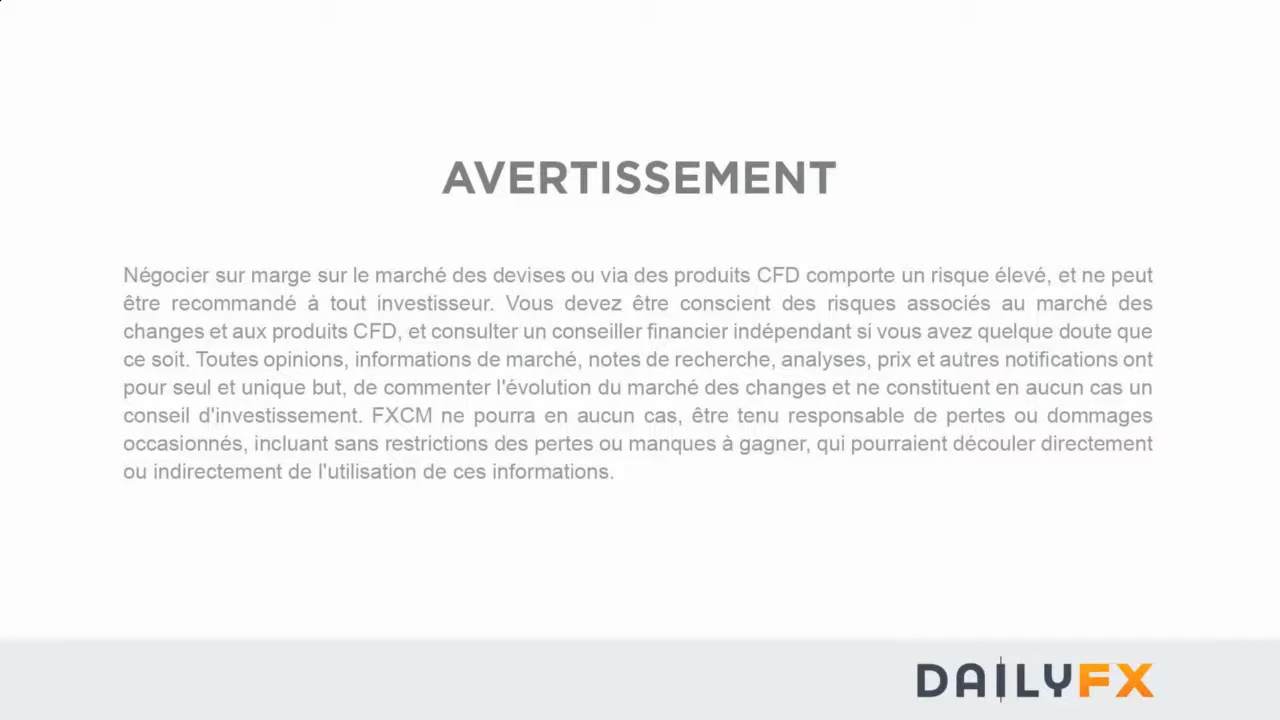 AVERTISSEMENT
Négocier sur marge sur le marché des devises ou via des produits CFD comporte un risque élevé, et ne peut
être recommandé à tout investisseur. Vous devez être conscient des risques associés au marché des
changes et aux produits CFD, et consulter un conseiller financier indépendant si vous avez quelque doute que
ce soit. Toutes opinions, informations de marché, notes de recherche, analyses, prix et autres notifications ont
pour seul et unique but, de commenter l'évolution du marché des changes et ne constituent en aucun cas un
conseil d'investissement. FXCM ne pourra en aucun cas, être tenu responsable de pertes ou dommages
occasionnés, incluant sans restrictions des pertes ou manques à gagner, qui pourraient découler directement
ou indirectement de l'utilisation de ces informations.
DAILYFX